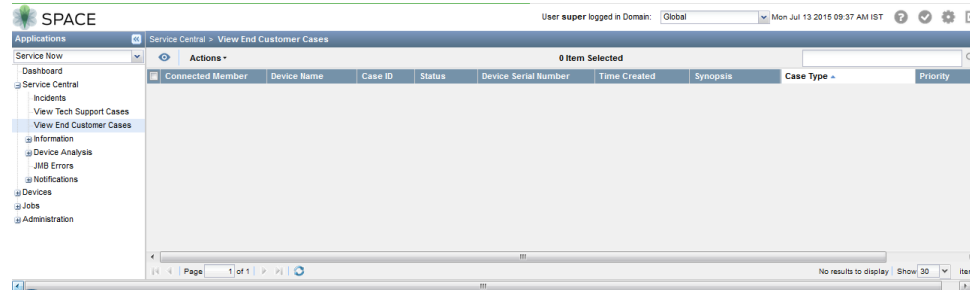 SPACE
User super logged in Domain: Global Mon Jul 13 2015 09:37 AM IST
Applications
Service Central > View End Customer Cases
Service Now
Actions
0 Item Selected
Dashboard
Service Central
Incidents
View Tech Support Cases
View End Customer Cases
Information
Device Analysis
JMB Errors
Notifications
Devices
Jobs
Administration
Connected Member Device Name Case ID Status Device Serial Number Time Created Synopsis Case Type Priority
Page 1 of 1 No results to display Show 30